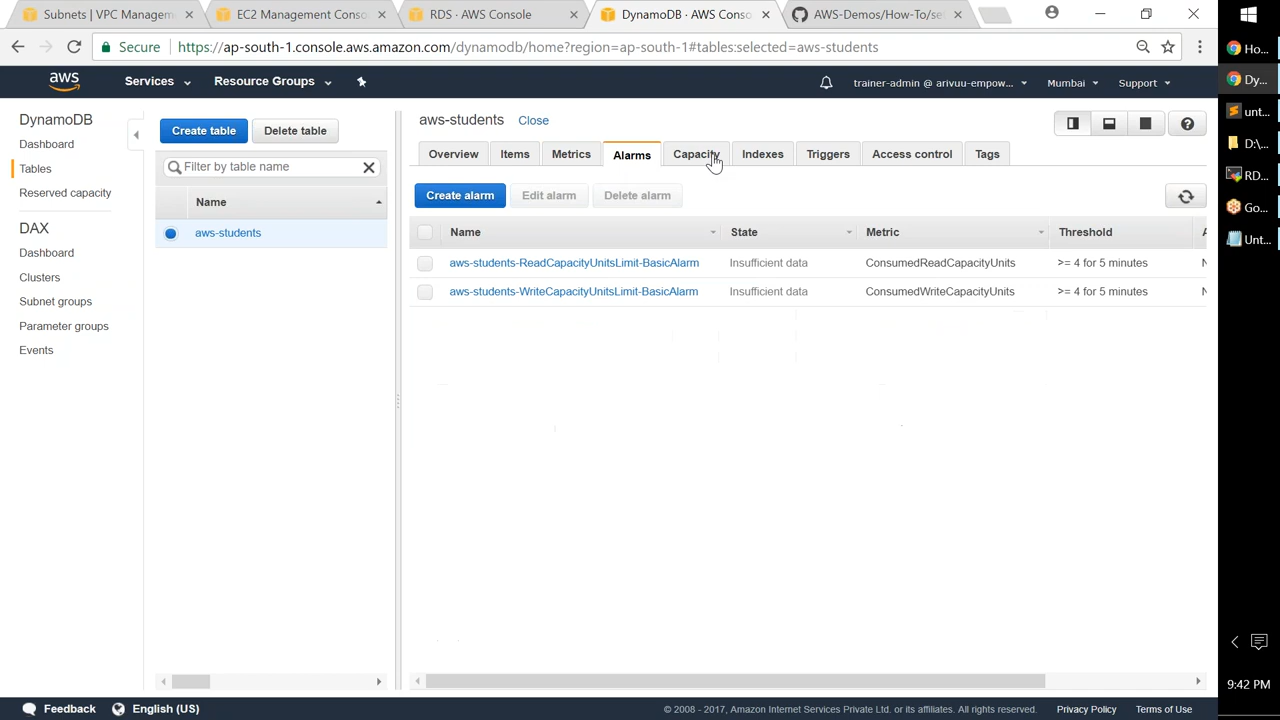 Subnets | VPC Managem
EC2 Management Conso
RDS · AWS Console
DynamoDB · AWS Conso
AWS-Demos/How-To/se
Secure
https://ap-south-1.console.aws.amazon.com/dynamodb/home?region=ap-south-1#tables:selected=aws-students
aws
Services
Resource Groups
trainer-admin @ arivuu-empow...
Mumbai
Support
DynamoDB
Dashboard
Tables
Reserved capacity
DAX
Dashboard
Clusters
Subnet groups
Parameter groups
Events
Create table
Delete table
Filter by table name
Name
aws-students
aws-students Close
Overview
Items
Metrics
Alarms
Capacity
Indexes
Triggers
Access control
Tags
Create alarm
Edit alarm
Delete alarm
Name State Metric Threshold
aws-students-ReadCapacityUnitsLimit-BasicAlarm Insufficient data ConsumedReadCapacityUnits >= 4 for 5 minutes
aws-students-WriteCapacityUnitsLimit-BasicAlarm Insufficient data ConsumedWriteCapacityUnits >= 4 for 5 minutes
Feedback
English (US)
© 2008 - 2017, Amazon Internet Services Private Ltd. or its affiliates. All rights reserved.
Privacy Policy
Terms of Use
Ho...
Dy...
unt...
D:\...
RD...
Go...
Unt...
9:42 PM